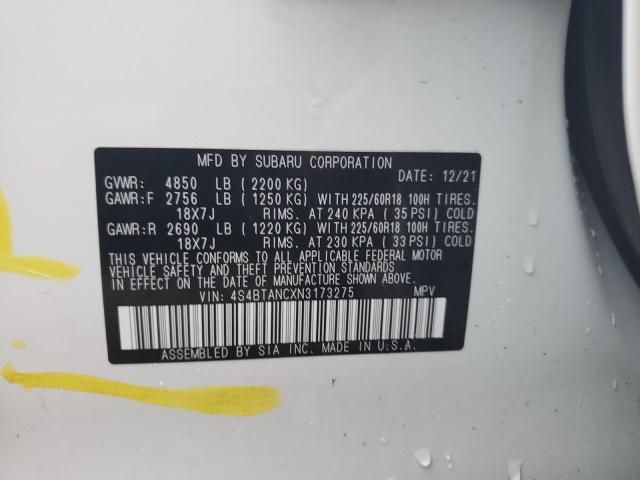 MFD BY SUBARU CORPORATION
DATE: 12/21
GVWR: 4850 LB (2200 KG)
GAWR:F 2756 LB (1250 KG) WITH 225/60R18 100H TIRES.
18X7J RIMS. AT 240 KPA (35 PSI) COLD
GAWR:R 2690 LB (1220 KG) WITH 225/60R18 100H TIRES.
18X7J RIMS. AT 230 KPA (33 PSI) COLD
THIS VEHICLE CONFORMS TO ALL APPLICABLE FEDERAL MOTOR
VEHICLE SAFETY AND THEFT PREVENTION STANDARDS
IN EFFECT ON THE DATE OF MANUFACTURE SHOWN ABOVE.
VIN: 4S4BTANCXN3173275 MPV
ASSEMBLED BY SIA INC. MADE IN U.S.A.